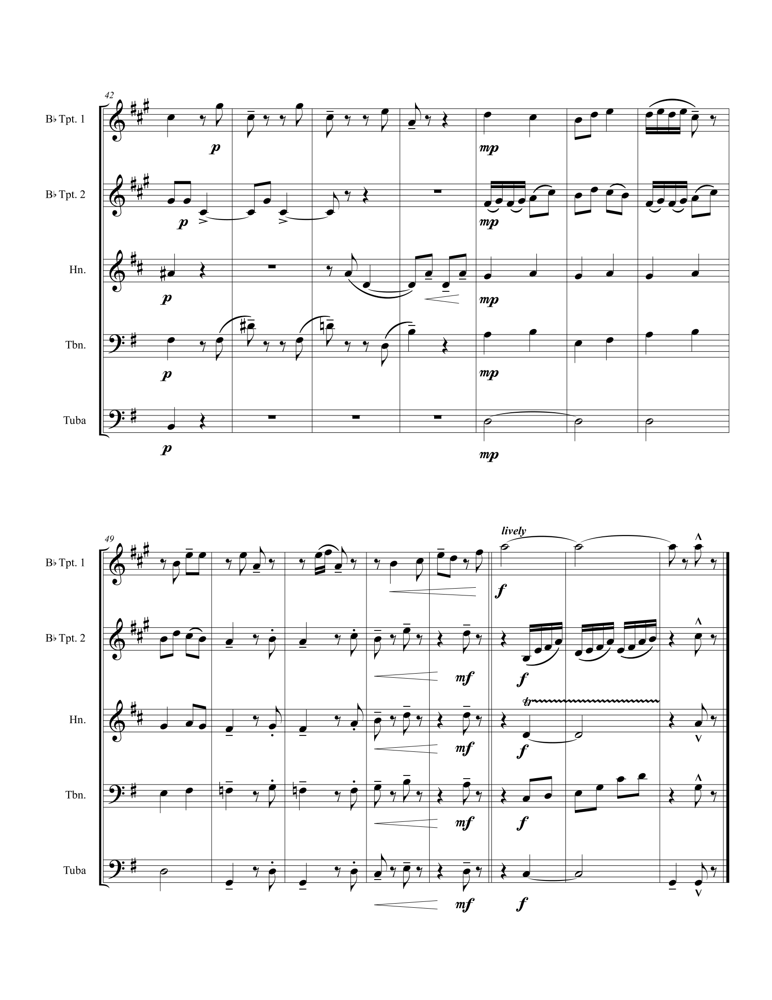 42
B♭ Tpt. 1
p
mp
B♭ Tpt. 2
p
mp
Hn.
p
mp
Tbn.
p
mp
Tuba
p
mp
lively
49
B♭ Tpt. 1
f
B♭ Tpt. 2
mf
f
tr
Hn.
mf
f
Tbn.
mf
f
Tuba
mf
f